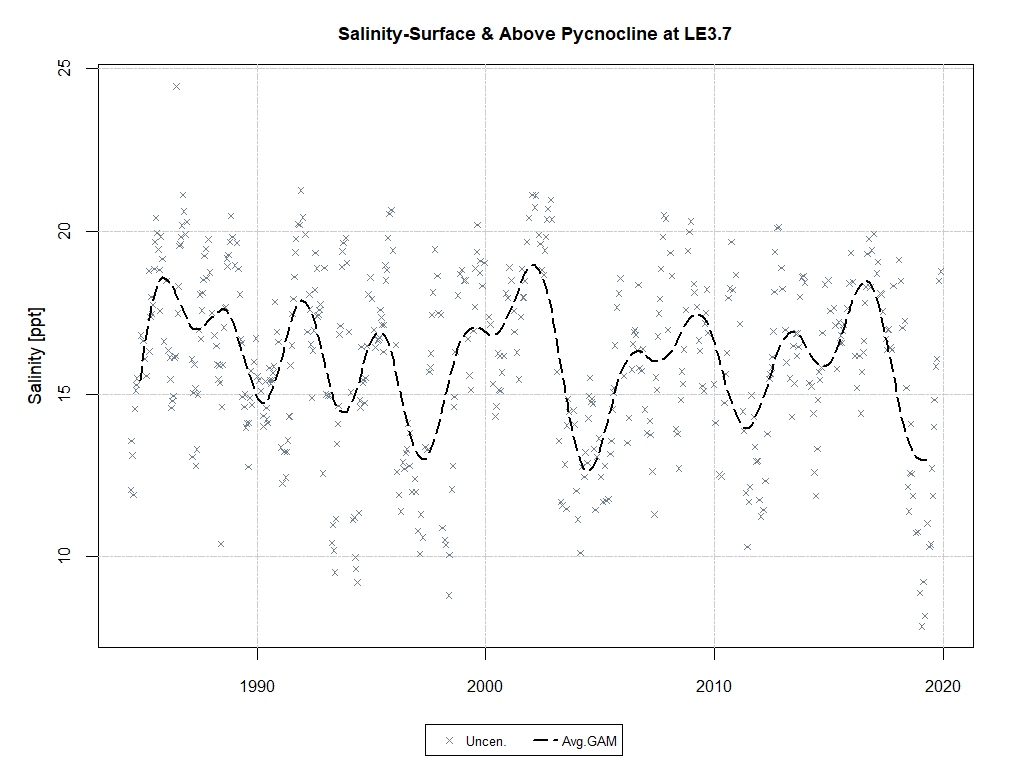 Salinity-Surface & Above Pycnocline at LE3.7
25
20
15
10
Salinity [ppt]
1990
2000
2010
2020
Uncen.
Avg.GAM